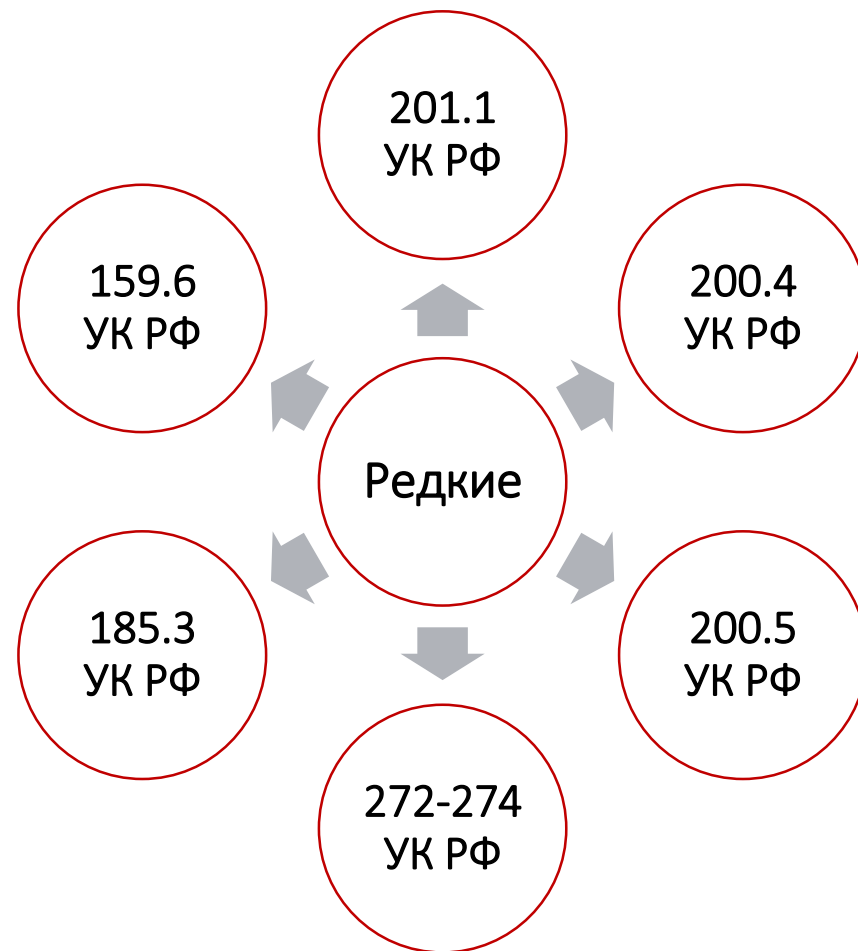 201.1
УК РФ
159.6
УК РФ
200.4
УК РФ
Редкие
185.3
УК РФ
200.5
УК РФ
272-274
УК РФ